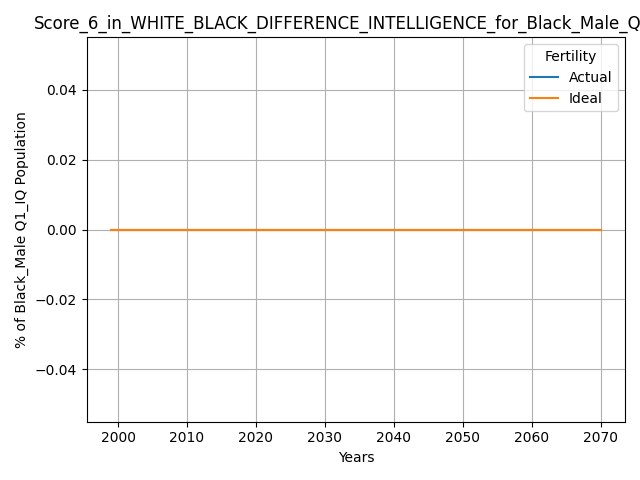 Score_6_in_WHITE_BLACK_DIFFERENCE_INTELLIGENCE_for_Black_Male_Q
Fertility
Actual
Ideal
% of Black_Male Q1_IQ Population
0.04
0.02
0.00
−0.02
−0.04
2000 2010 2020 2030 2040 2050 2060 2070
Years